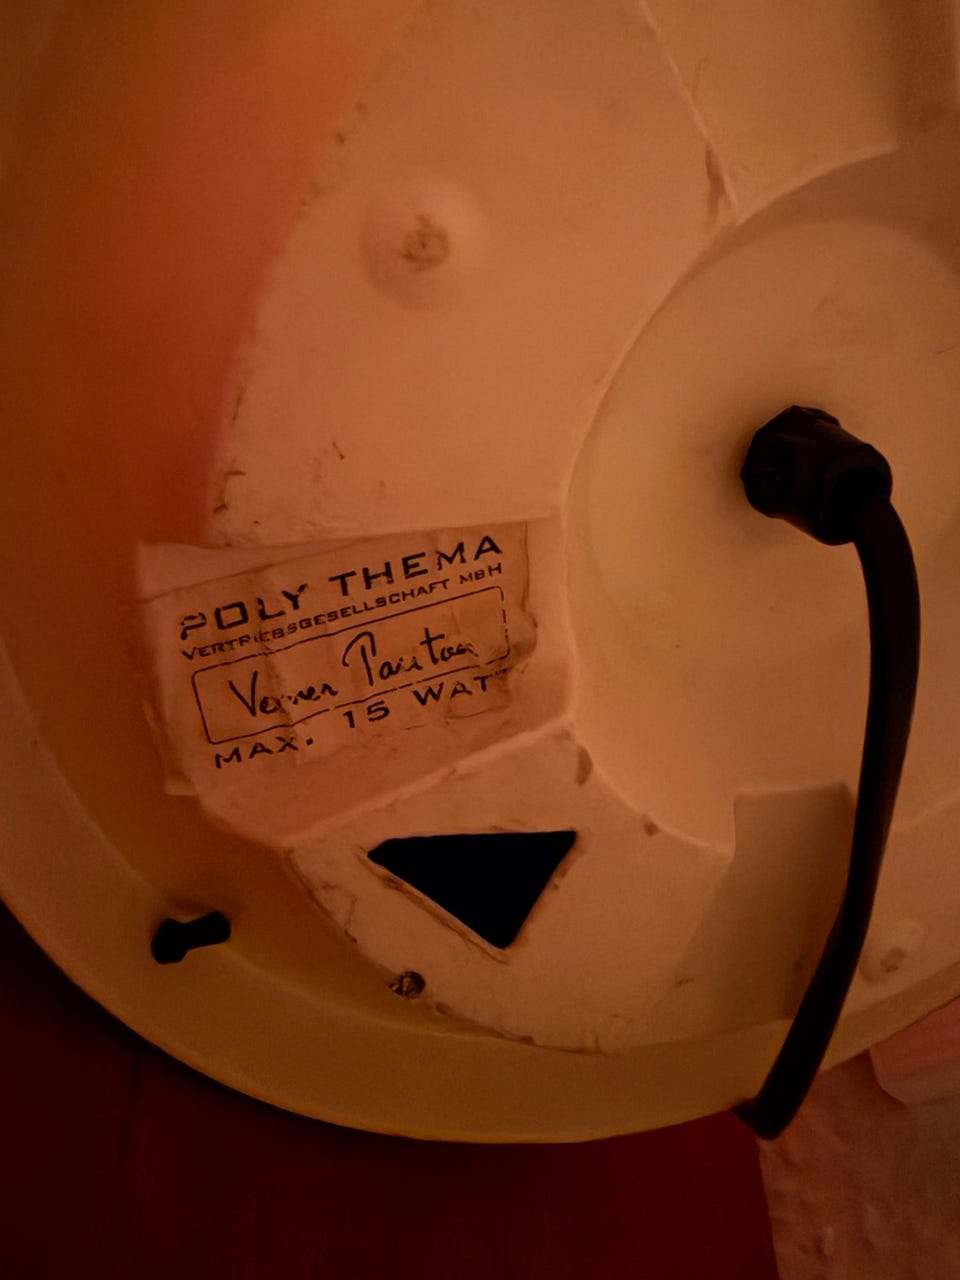 POLY THEMA
VERTRIEBSGESELLSCHAFT MBH
Verner Panton
MAX. 15 WATT